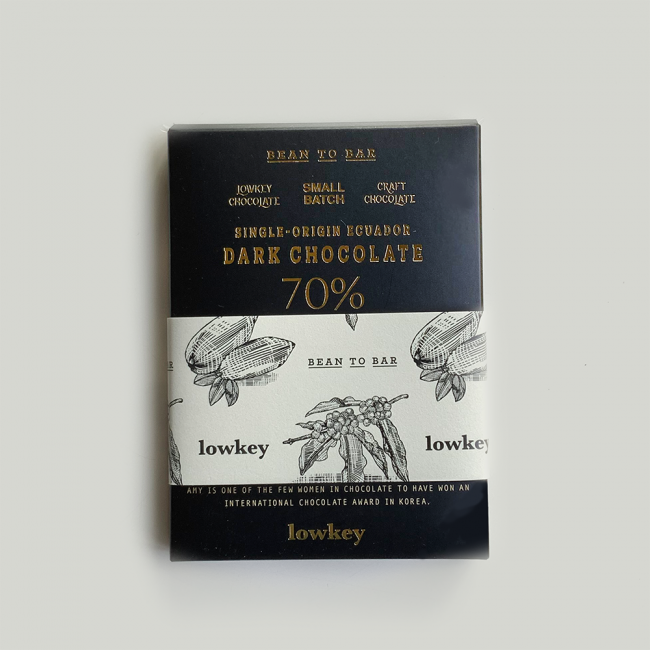 BEAN TO BAR
LOWKEY CHOCOLATE
SMALL BATCH
CRAFT CHOCOLATE
SINGLE-ORIGIN ECUADOR
DARK CHOCOLATE
70%
BEAN TO BAR
lowkey
lowkey
AMY IS ONE OF THE FEW WOMEN IN CHOCOLATE TO HAVE WON AN
INTERNATIONAL CHOCOLATE AWARD IN KOREA.
lowkey